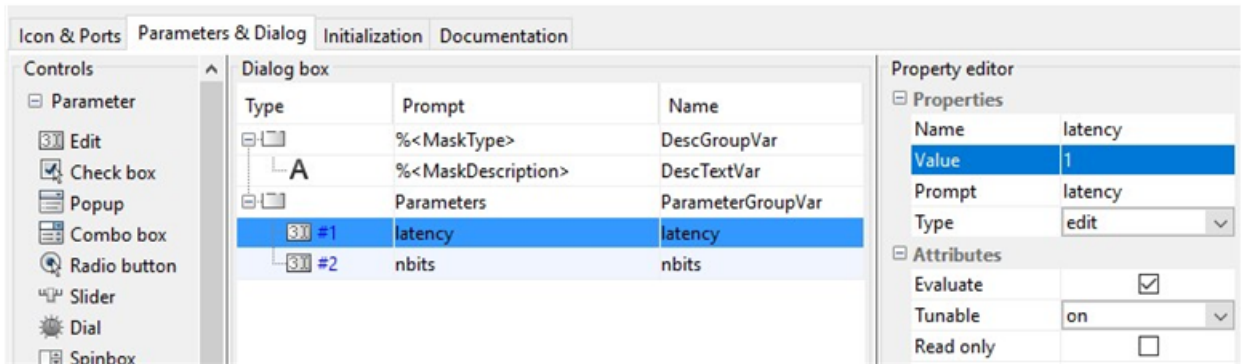 Icon & Ports Parameters & Dialog Initialization Documentation
Controls
Parameter
Edit
Check box
Popup
Combo box
Radio button
Slider
Dial
Spinbox
Dialog box
Type Prompt Name
%<MaskType> DescGroupVar
A %<MaskDescription> DescTextVar
Parameters ParameterGroupVar
#1 latency latency
#2 nbits nbits
Property editor
Properties
Name latency
Value 1
Prompt latency
Type edit
Attributes
Evaluate
Tunable on
Read only